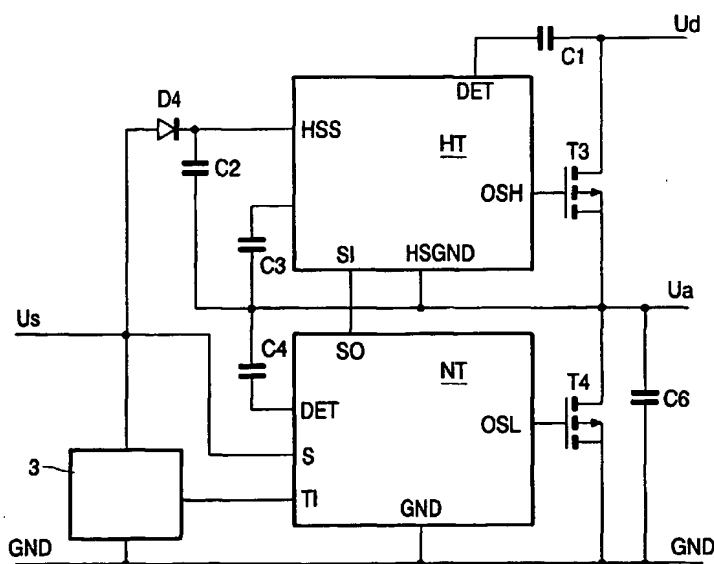 Ud
C1
DET
D4
HSS
HT
T3
C2
OSH
C3
SI
HSGND
Ua
Us
SO
C4
NT
T4
DET
OSL
C6
S
3
TI
GND
GND
GND